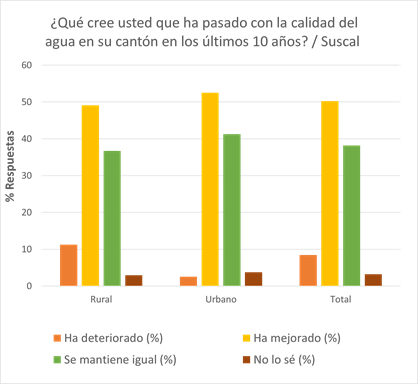 ¿Qué cree usted que ha pasado con la calidad del
agua en su cantón en los últimos 10 años? / Suscal
% Respuestas
60
50
40
30
20
10
0
Rural
Urbano
Total
Ha deteriorado (%)
Ha mejorado (%)
Se mantiene igual (%)
No lo sé (%)